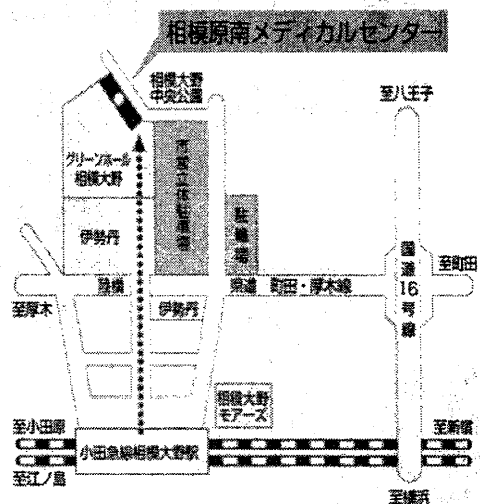 相模原南メディカルセンター
相模大野
中央公園
至八王子
グリーンホール
相模大野
市営立体駐車場
伊勢丹
駐輪場
国道16号線
至町田
至厚木
陸橋
県道 町田・厚木線
伊勢丹
相模大野
モアーズ
至小田原
至新宿
小田急線相模大野駅
至江ノ島
至横浜